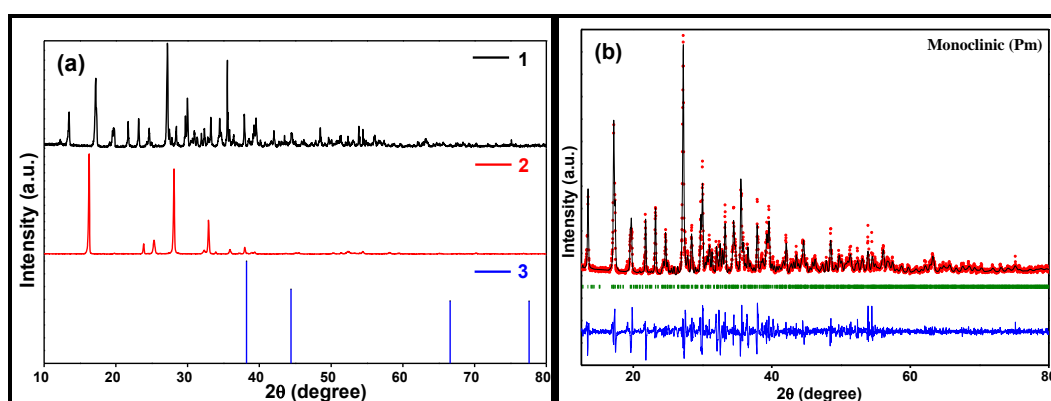 (a)
1
2
3
Intensity (a.u.)
10 20 30 40 50 60 70 80
2θ (degree)
(b)
Monoclinic (Pm)
Intensity (a.u.)
20 40 60 80
2θ (degree)